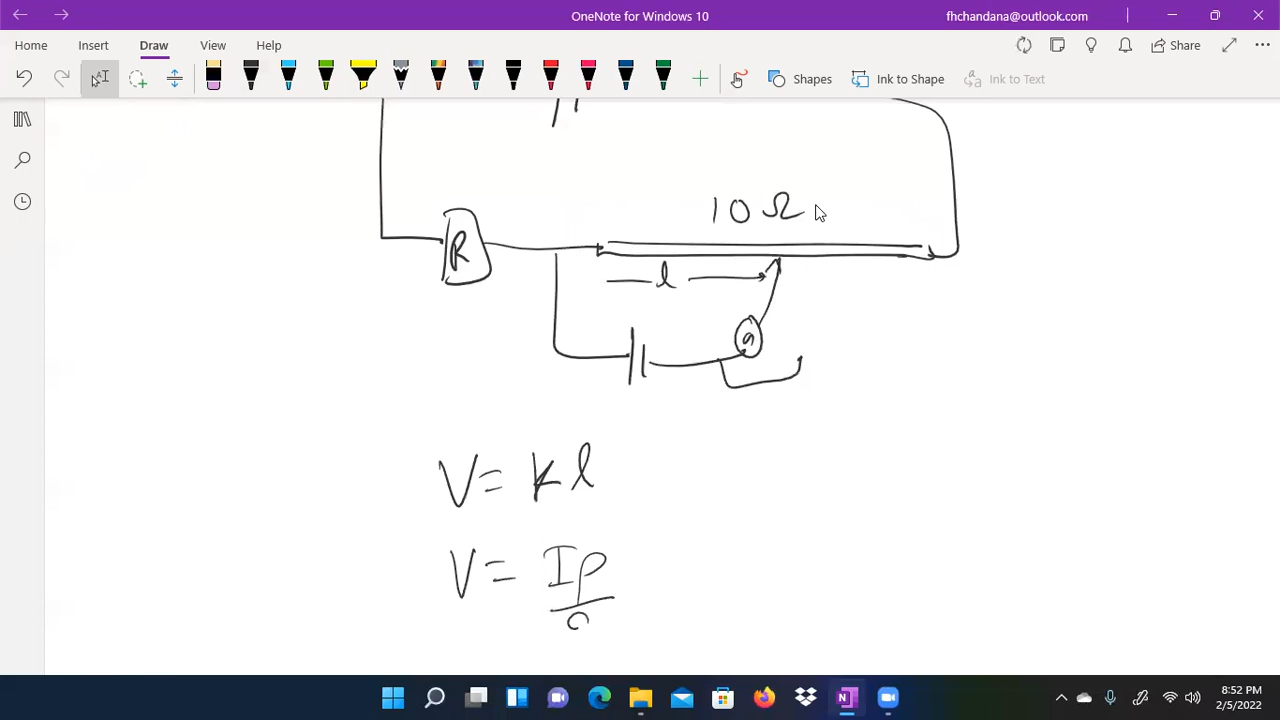 OneNote for Windows 10
fhchandana@outlook.com
Home Insert Draw View Help
Share
Shapes
Ink to Shape
Ink to Text
10 Ω
R
l
V = kl
V = Iρ
8:52 PM
2/5/2022